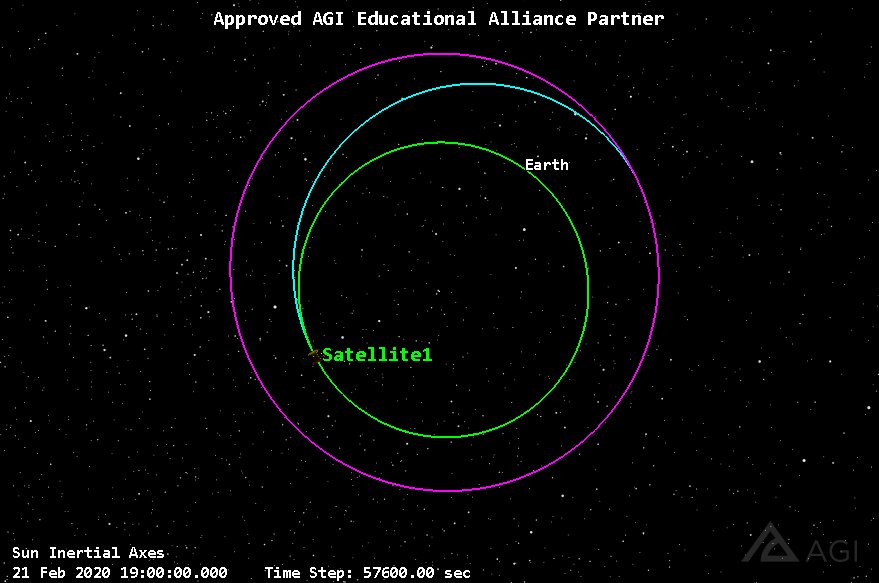 Approved AGI Educational Alliance Partner
Earth
Satellite1
Sun Inertial Axes
21 Feb 2020 19:00:00.000 Time Step: 57600.00 sec
AGI